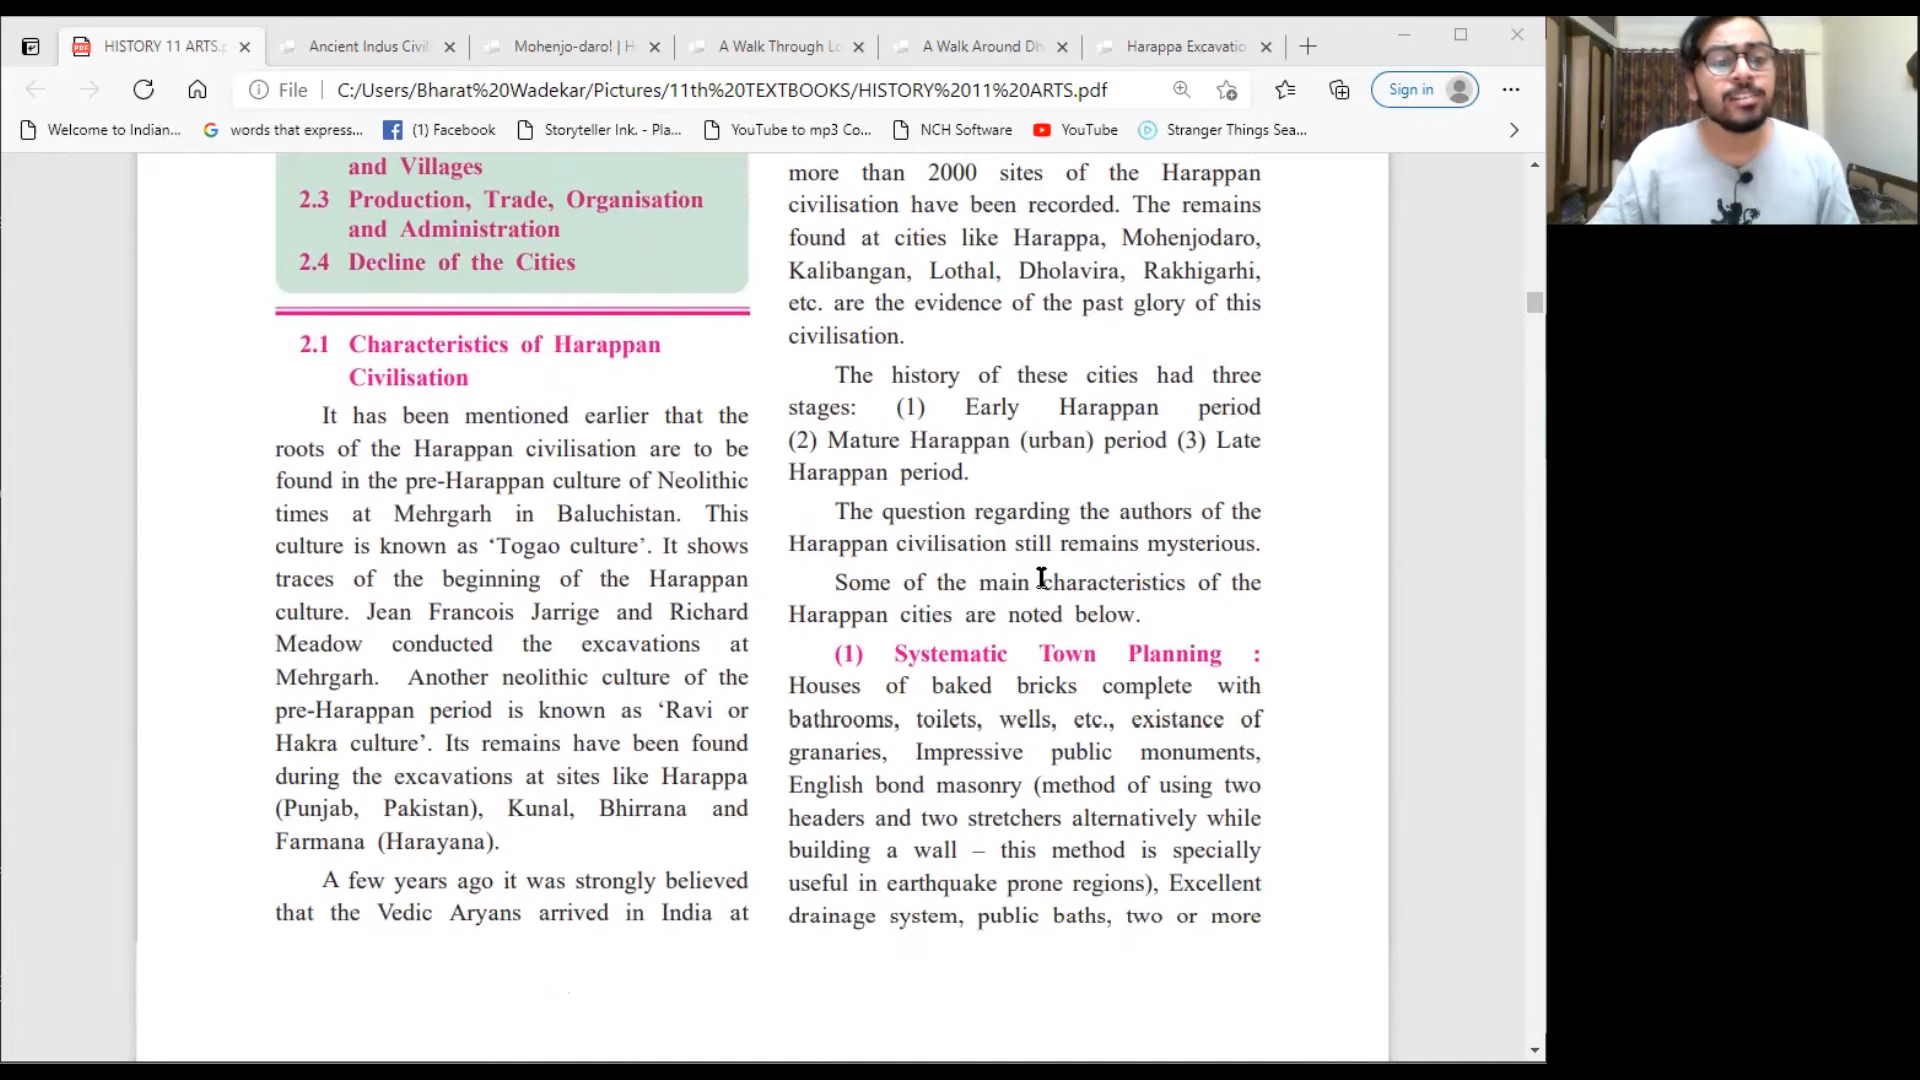 HISTORY 11 ARTS.p
Ancient Indus Civil
Mohenjo-daro! | H
A Walk Through Lo
A Walk Around Dh
Harappa Excavatio
File
C:/Users/Bharat%20Wadekar/Pictures/11th%20TEXTBOOKS/HISTORY%2011%20ARTS.pdf
Sign in
Welcome to Indian...
words that express...
(1) Facebook
Storyteller Ink. - Pla...
YouTube to mp3 Co...
NCH Software
YouTube
Stranger Things Sea...
and Villages
2.3 Production, Trade, Organisation
and Administration
2.4 Decline of the Cities
2.1 Characteristics of Harappan
Civilisation
It has been mentioned earlier that the
roots of the Harappan civilisation are to be
found in the pre-Harappan culture of Neolithic
times at Mehrgarh in Baluchistan. This
culture is known as ‘Togao culture’. It shows
traces of the beginning of the Harappan
culture. Jean Francois Jarrige and Richard
Meadow conducted the excavations at
Mehrgarh. Another neolithic culture of the
pre-Harappan period is known as ‘Ravi or
Hakra culture’. Its remains have been found
during the excavations at sites like Harappa
(Punjab, Pakistan), Kunal, Bhirrana and
Farmana (Harayana).
A few years ago it was strongly believed
that the Vedic Aryans arrived in India at
more than 2000 sites of the Harappan
civilisation have been recorded. The remains
found at cities like Harappa, Mohenjodaro,
Kalibangan, Lothal, Dholavira, Rakhigarhi,
etc. are the evidence of the past glory of this
civilisation.
The history of these cities had three
stages: (1) Early Harappan period
(2) Mature Harappan (urban) period (3) Late
Harappan period.
The question regarding the authors of the
Harappan civilisation still remains mysterious.
Some of the main characteristics of the
Harappan cities are noted below.
(1) Systematic Town Planning :
Houses of baked bricks complete with
bathrooms, toilets, wells, etc., existance of
granaries, Impressive public monuments,
English bond masonry (method of using two
headers and two stretchers alternatively while
building a wall – this method is specially
useful in earthquake prone regions), Excellent
drainage system, public baths, two or more